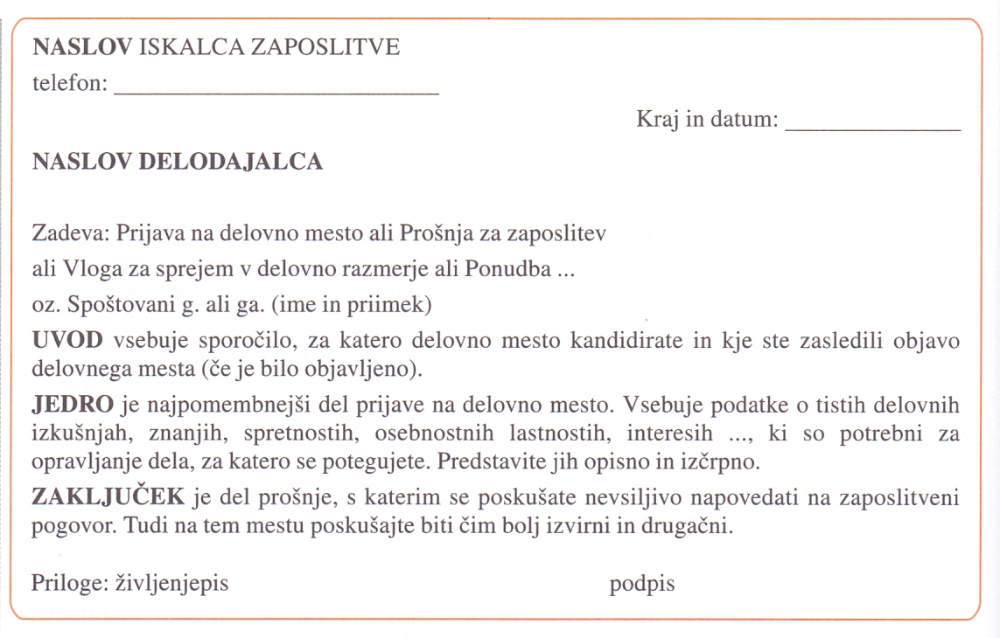 NASLOV ISKALCA ZAPOSLITVE
telefon: ____________________________
Kraj in datum: _______________
NASLOV DELODAJALCA
Zadeva: Prijava na delovno mesto ali Prošnja za zaposlitev
ali Vloga za sprejem v delovno razmerje ali Ponudba ...
oz. Spoštovani g. ali ga. (ime in priimek)
UVOD vsebuje sporočilo, za katero delovno mesto kandidirate in kje ste zasledili objavo
delovnega mesta (če je bilo objavljeno).
JEDRO je najpomembnejši del prijave na delovno mesto. Vsebuje podatke o tistih delovnih
izkušnjah, znanjih, spretnostih, osebnostnih lastnostih, interesih ..., ki so potrebni za
opravljanje dela, za katero se potegujete. Predstavite jih opisno in izčrpno.
ZAKLJUČEK je del prošnje, s katerim se poskušate nevsiljivo napovedati na zaposlitveni
pogovor. Tudi na tem mestu poskušajte biti čim bolj izvirni in drugačni.
Priloge: življenjepis podpis